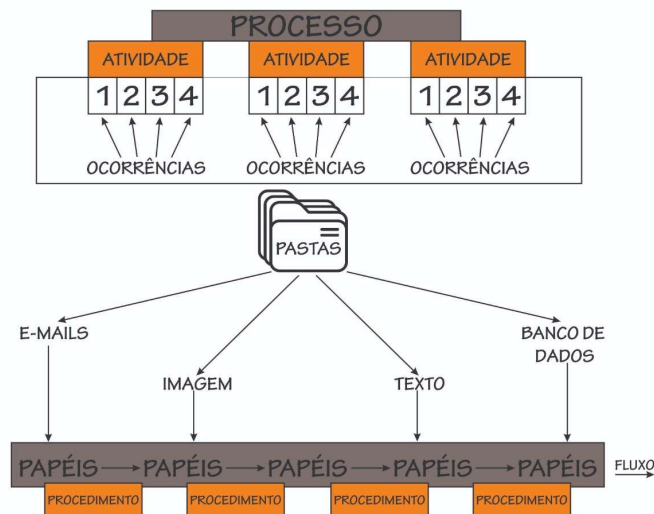 PROCESSO
ATIVIDADE ATIVIDADE ATIVIDADE
1 2 3 4 1 2 3 4 1 2 3 4
OCORRÊNCIAS OCORRÊNCIAS OCORRÊNCIAS
PASTAS
E-MAILS
BANCO DE
DADOS
IMAGEM TEXTO
PAPÉIS PAPÉIS PAPÉIS PAPÉIS PAPÉIS FLUXO
PROCEDIMENTO PROCEDIMENTO PROCEDIMENTO PROCEDIMENTO